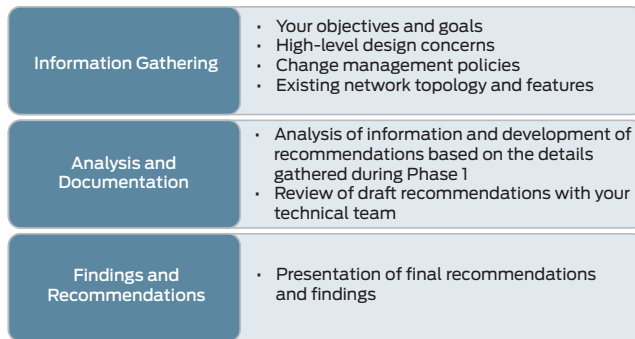 Information Gathering
• Your objectives and goals
• High-level design concerns
• Change management policies
• Existing network topology and features
Analysis and
Documentation
• Analysis of information and development of
recommendations based on the details
gathered during Phase 1
• Review of draft recommendations with your
technical team
Findings and
Recommendations
• Presentation of final recommendations
and findings